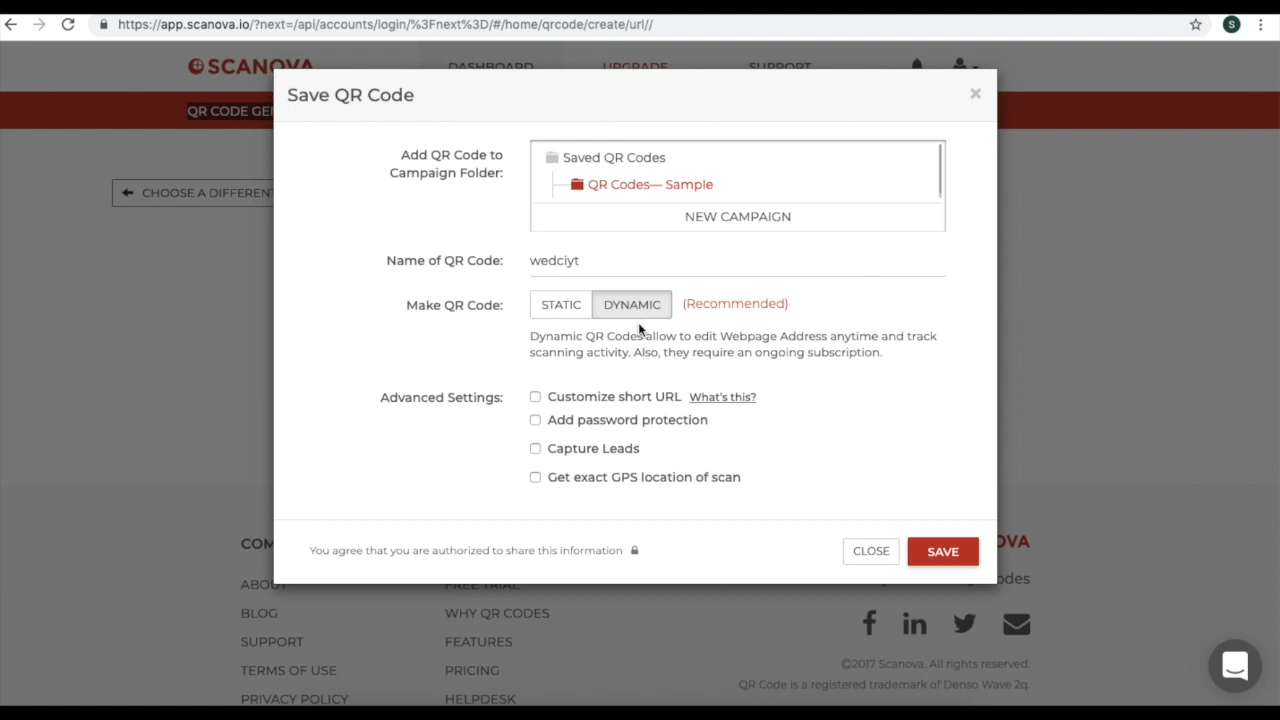 https://app.scanova.io/?next=/api/accounts/login/%3Fnext%3D/#/home/qrcode/create/url//
S
SCANOVA
DASHBOARD
UPGRADE
SUPPORT
QR CODE GE
CHOOSE A DIFFERENT
Save QR Code
×
Add QR Code to
Campaign Folder:
Saved QR Codes
QR Codes— Sample
NEW CAMPAIGN
Name of QR Code:
wedciyt
Make QR Code:
STATIC
DYNAMIC
(Recommended)
Dynamic QR Codes allow to edit Webpage Address anytime and track
scanning activity. Also, they require an ongoing subscription.
Advanced Settings:
Customize short URL What's this?
Add password protection
Capture Leads
Get exact GPS location of scan
You agree that you are authorized to share this information
CLOSE
SAVE
COM
ABOUT
BLOG
SUPPORT
TERMS OF USE
PRIVACY POLICY
FREE TRIAL
WHY QR CODES
FEATURES
PRICING
HELPDESK
OVA
odes
©2017 Scanova. All rights reserved.
QR Code is a registered trademark of Denso Wave 2q.